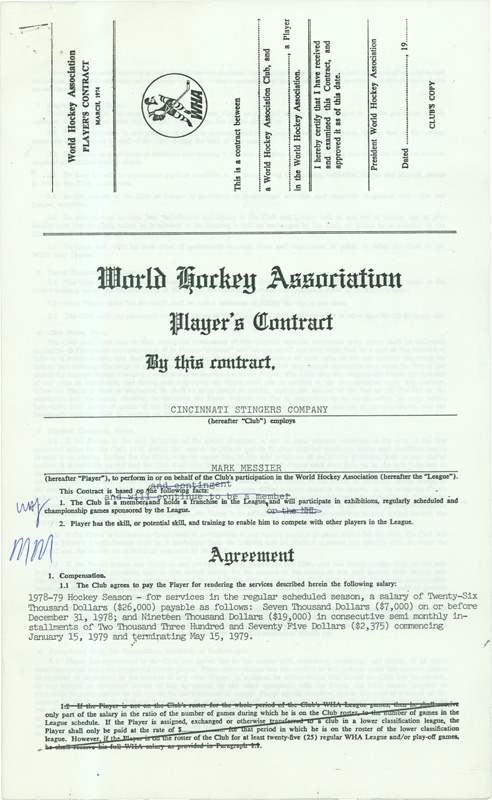 World Hockey Association
PLAYER'S CONTRACT
MARCH, 1974
WHA
This is a contract between
a World Hockey Association Club, and
, a Player
in the World Hockey Association.
I hereby certify that I have received
and examined this Contract, and
approved it as of this date.
President World Hockey Association
Dated, 19
CLUB'S COPY
World Hockey Association
Player's Contract
By this contract,
CINCINNATI STINGERS COMPANY
(hereafter "Club") employs
MARK MESSIER
(hereafter "Player"), to perform in or on behalf of the Club's participation in the World Hockey Association (hereafter the "League").
and contingent
This Contract is based on the following facts:
and will continue to be a member
1. The Club is a member and holds a franchise in the League, and will participate in exhibitions, regularly scheduled and
championship games sponsored by the League.
or the NHL
2. Player has the skill, or potential skill, and training to enable him to compete with other players in the League.
MM
Agreement
1. Compensation.
1.1 The Club agrees to pay the Player for rendering the services described herein the following salary:
1978-79 Hockey Season - for services in the regular scheduled season, a salary of Twenty-Six
Thousand Dollars ($26,000) payable as follows: Seven Thousand Dollars ($7,000) on or before
December 31, 1978; and Nineteen Thousand Dollars ($19,000) in consecutive semi monthly in-
stallments of Two Thousand Three Hundred and Seventy Five Dollars ($2,375) commencing
January 15, 1979 and terminating May 15, 1979.
1.2 If the Player is not on the Club's roster for the whole period of the Club's WHA League games, then he shall receive
only part of the salary in the ratio of the number of games during which he is on the Club roster, to the number of games in the
League schedule. If the Player is assigned, exchanged or otherwise transferred to a club in a lower classification league, the
Player shall only be paid at the rate of $ for that period in which he is on the roster of the lower classification
league. However, if the Player is on the roster of the Club for at least twenty-five (25) regular WHA League and/or play-off games,
he shall receive his full WHA salary as provided in Paragraph 1.1.